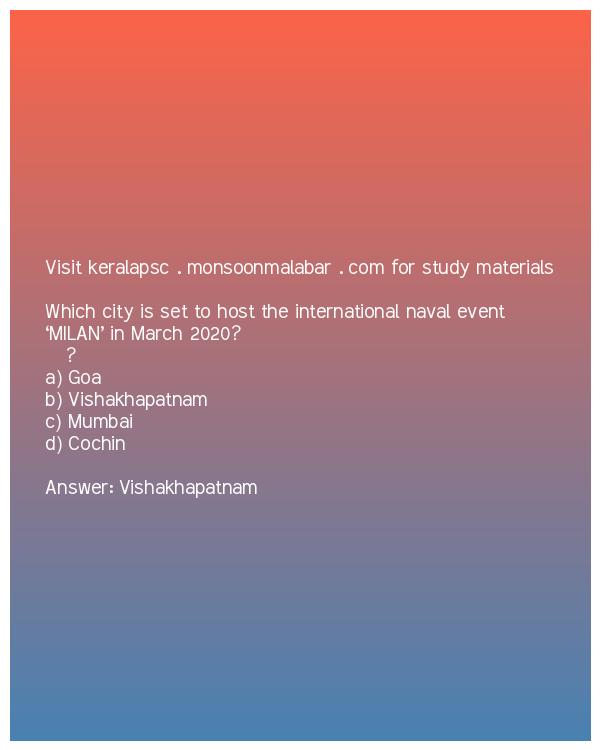 Visit keralapsc . monsoonmalabar . com for study materials
Which city is set to host the international naval event
‘MILAN’ in March 2020?
?
a) Goa
b) Vishakhapatnam
c) Mumbai
d) Cochin
Answer: Vishakhapatnam